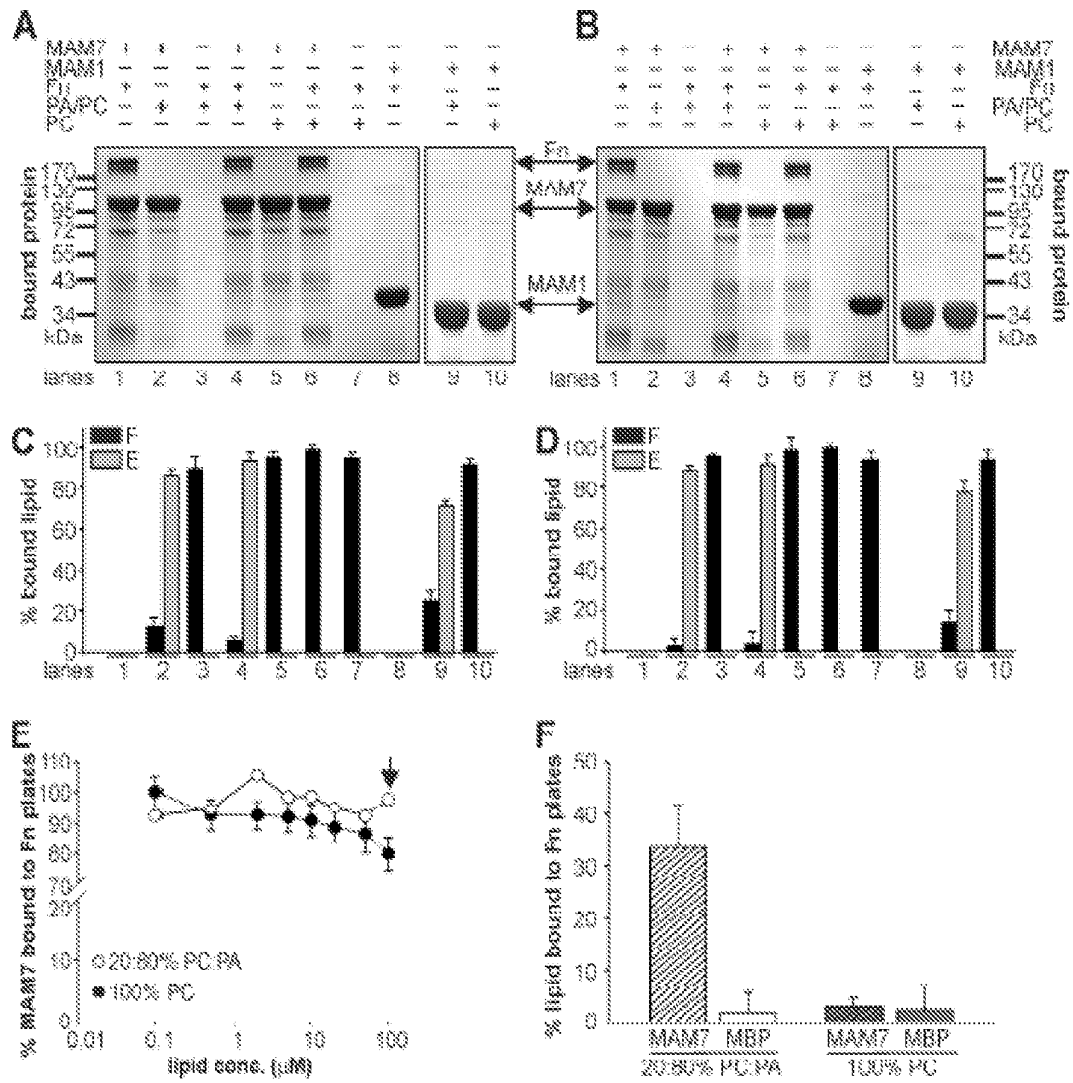 A
MAM7 + + − + + + − −
MAM1 − − − − − − − + + +
Fn + − + + − + + + − −
PA/PC − + + + − − − − + −
PC − − − − + + + − − +
B
MAM7
MAM1
Fn
PA/PC
PC
Fn
MAM7
MAM1
bound protein
170
130
95
72
55
43
34
kDa
lanes 1 2 3 4 5 6 7 8 9 10
170
130
95
72
55
43
34
kDa
bound protein
lanes 1 2 3 4 5 6 7 8 9 10
C
F
E
% bound lipid
100
80
60
40
20
0
lanes 1 2 3 4 5 6 7 8 9 10
D
F
E
% bound lipid
100
80
60
40
20
0
lanes 1 2 3 4 5 6 7 8 9 10
E
% MAM7 bound to Fn plates
110
100
90
80
70
20
10
0
20:80% PC:PA
100% PC
0.01 0.1 1 10 100
lipid conc. (µM)
F
% lipid bound to Fn plates
50
40
30
20
10
0
MAM7 MBP MAM7 MBP
20:80% PC:PA 100% PC